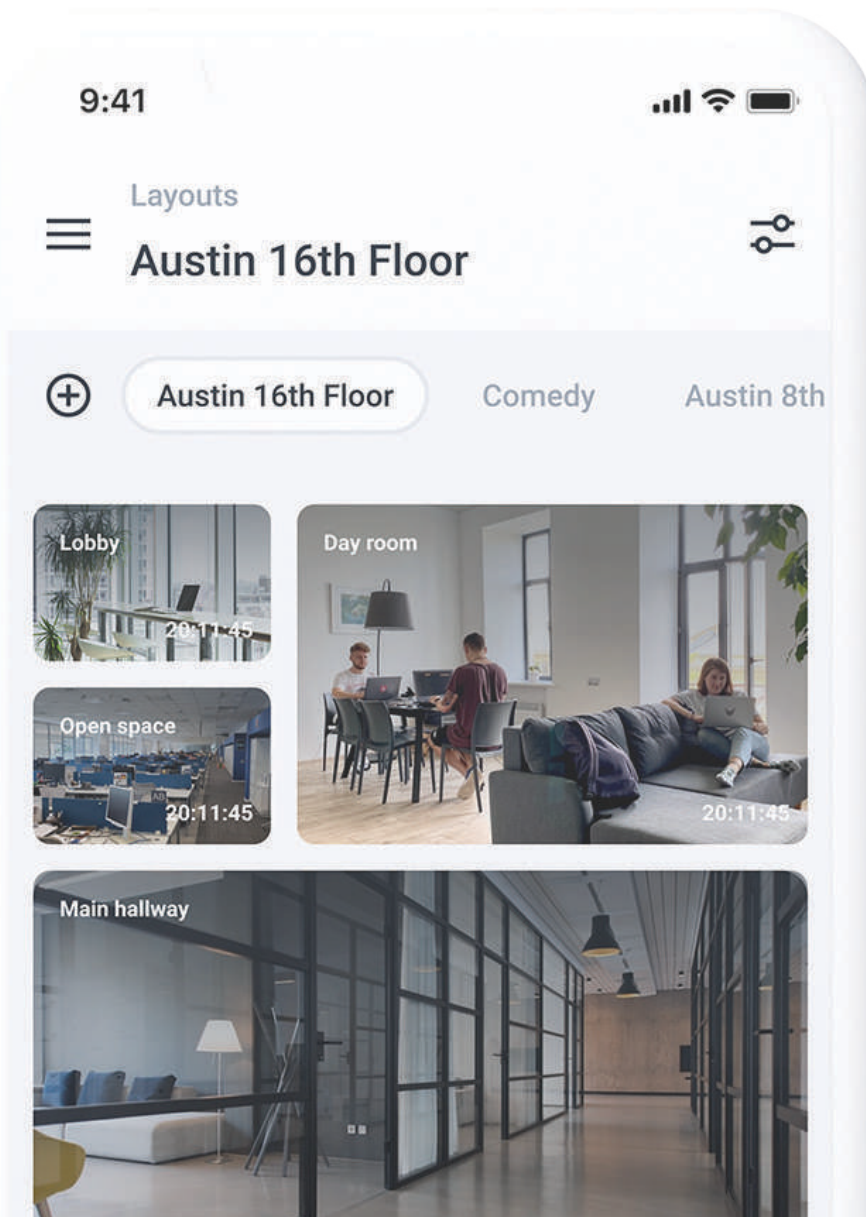 9:41
Layouts
Austin 16th Floor
Austin 16th Floor Comedy Austin 8th
Lobby
20:11:45
Day room
20:11:45
Open space
20:11:45
Main hallway